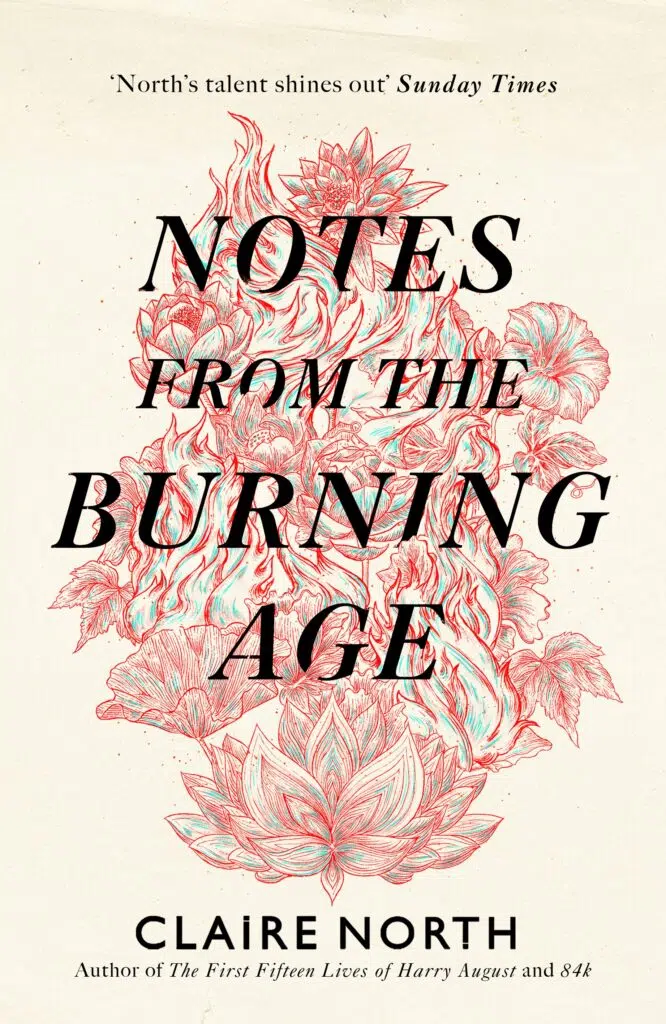 ‘North’s talent shines out’ Sunday Times
NOTES
FROM THE
BURNING
AGE
CLAIRE NORTH
Author of The First Fifteen Lives of Harry August and 84k